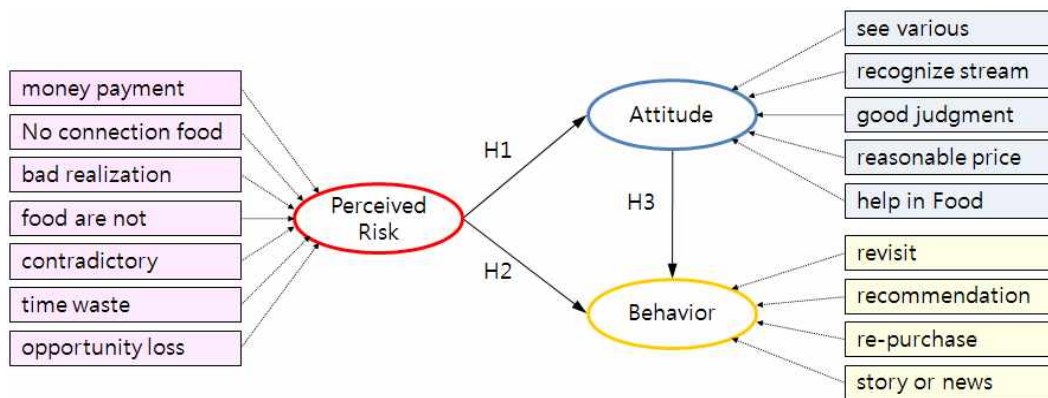 money payment
No connection food
bad realization
food are not
contradictory
time waste
opportunity loss
Perceived
Risk
H1
H2
H3
Attitude
Behavior
see various
recognize stream
good judgment
reasonable price
help in Food
revisit
recommendation
re-purchase
story or news